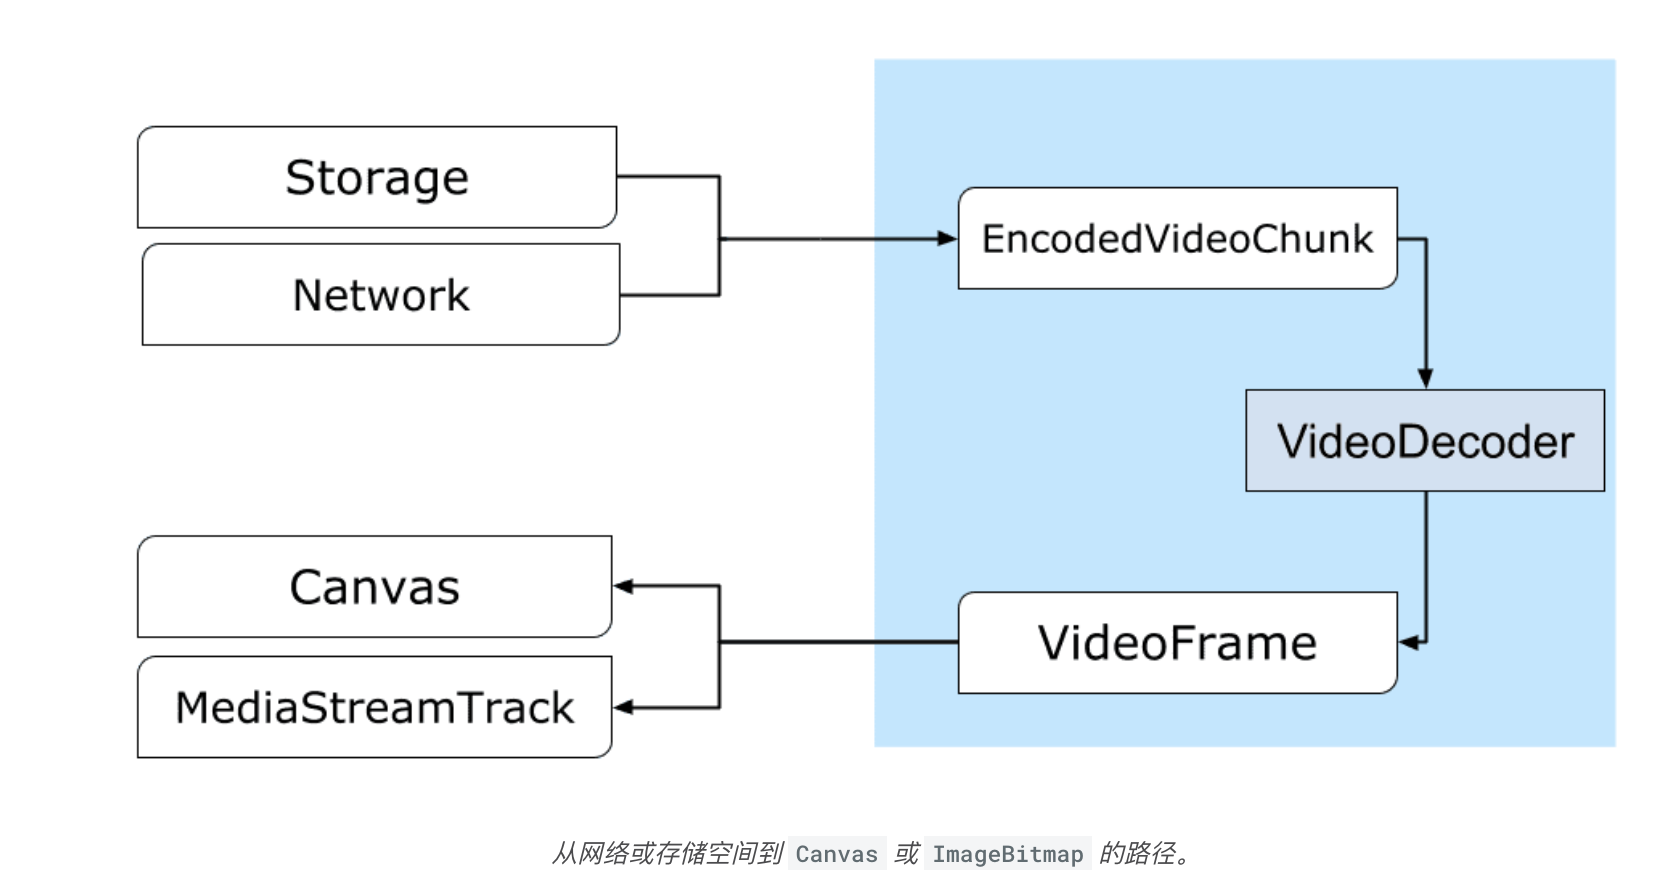 Storage
Network
EncodedVideoChunk
VideoDecoder
Canvas
VideoFrame
MediaStreamTrack
从网络或存储空间到 Canvas 或 ImageBitmap 的路径。